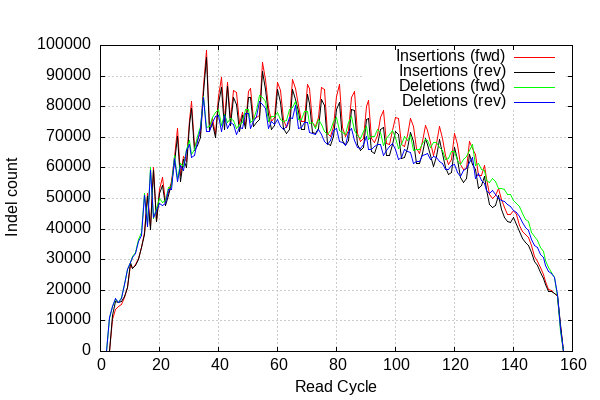 100000
90000
80000
70000
60000
50000
40000
30000
20000
10000
0
Indel count
Insertions (fwd)
Insertions (rev)
Deletions (fwd)
Deletions (rev)
0 20 40 60 80 100 120 140 160
Read Cycle